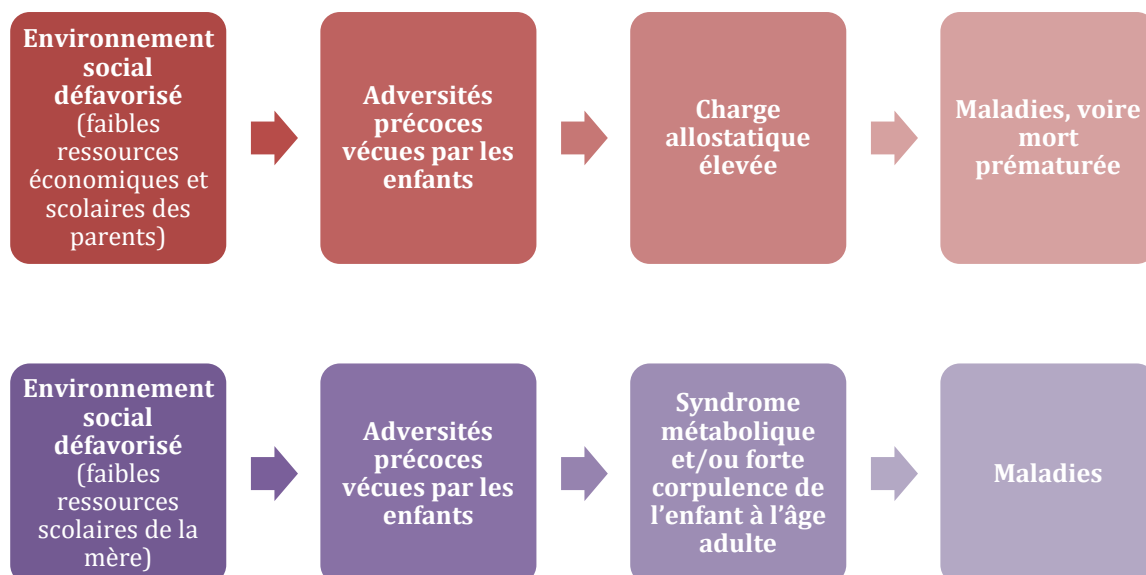 Environnement
social
défavorisé
(faibles
ressources
économiques et
scolaires des
parents)
Adversités
précoces
vécues par les
enfants
Charge
allostatique
élevée
Maladies, voire
mort
prématurée
Environnement
social
défavorisé
(faibles
ressources
scolaires de la
mère)
Adversités
précoces
vécues par les
enfants
Syndrome
métabolique
et/ou forte
corpulence de
l’enfant à l’âge
adulte
Maladies